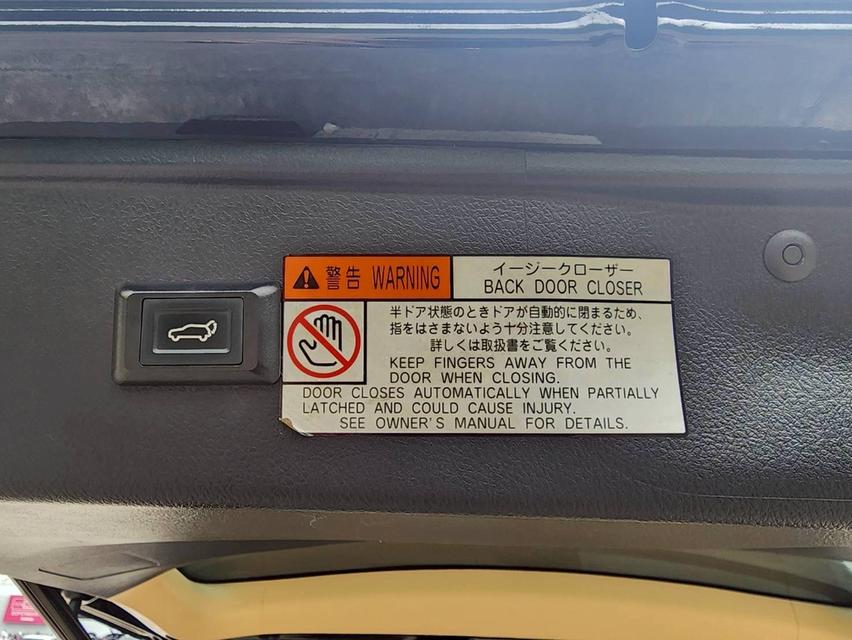 警告 WARNING
イージークローザー
BACK DOOR CLOSER
半ドア状態のときドアが自動的に閉まるため、
指をはさまないよう十分注意してください。
詳しくは取扱書をご覧ください。
KEEP FINGERS AWAY FROM THE
DOOR WHEN CLOSING.
DOOR CLOSES AUTOMATICALLY WHEN PARTIALLY
LATCHED AND COULD CAUSE INJURY.
SEE OWNER'S MANUAL FOR DETAILS.